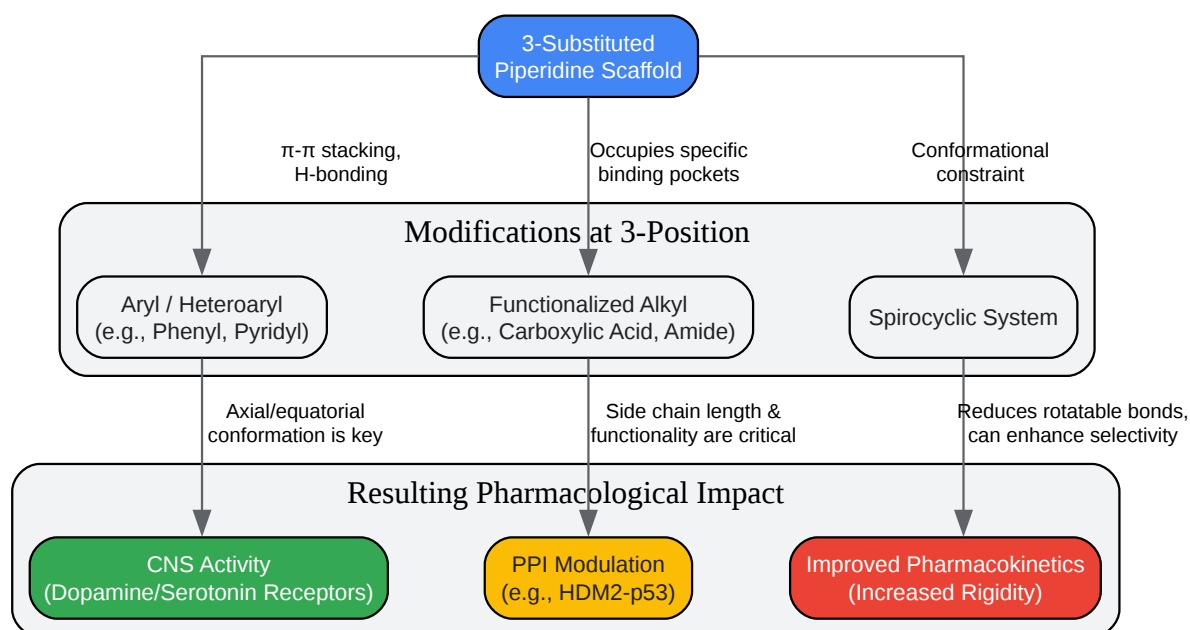 3-Substituted
Piperidine Scaffold
π-π stacking,
H-bonding
Occupies specific
binding pockets
Conformational
constraint
Modifications at 3-Position
Aryl / Heteroaryl
(e.g., Phenyl, Pyridyl)
Functionalized Alkyl
(e.g., Carboxylic Acid, Amide)
Spirocyclic System
Axial/equatorial
conformation is key
Side chain length &
functionality are critical
Reduces rotatable bonds,
can enhance selectivity
Resulting Pharmacological Impact
CNS Activity
(Dopamine/Serotonin Receptors)
PPI Modulation
(e.g., HDM2-p53)
Improved Pharmacokinetics
(Increased Rigidity)